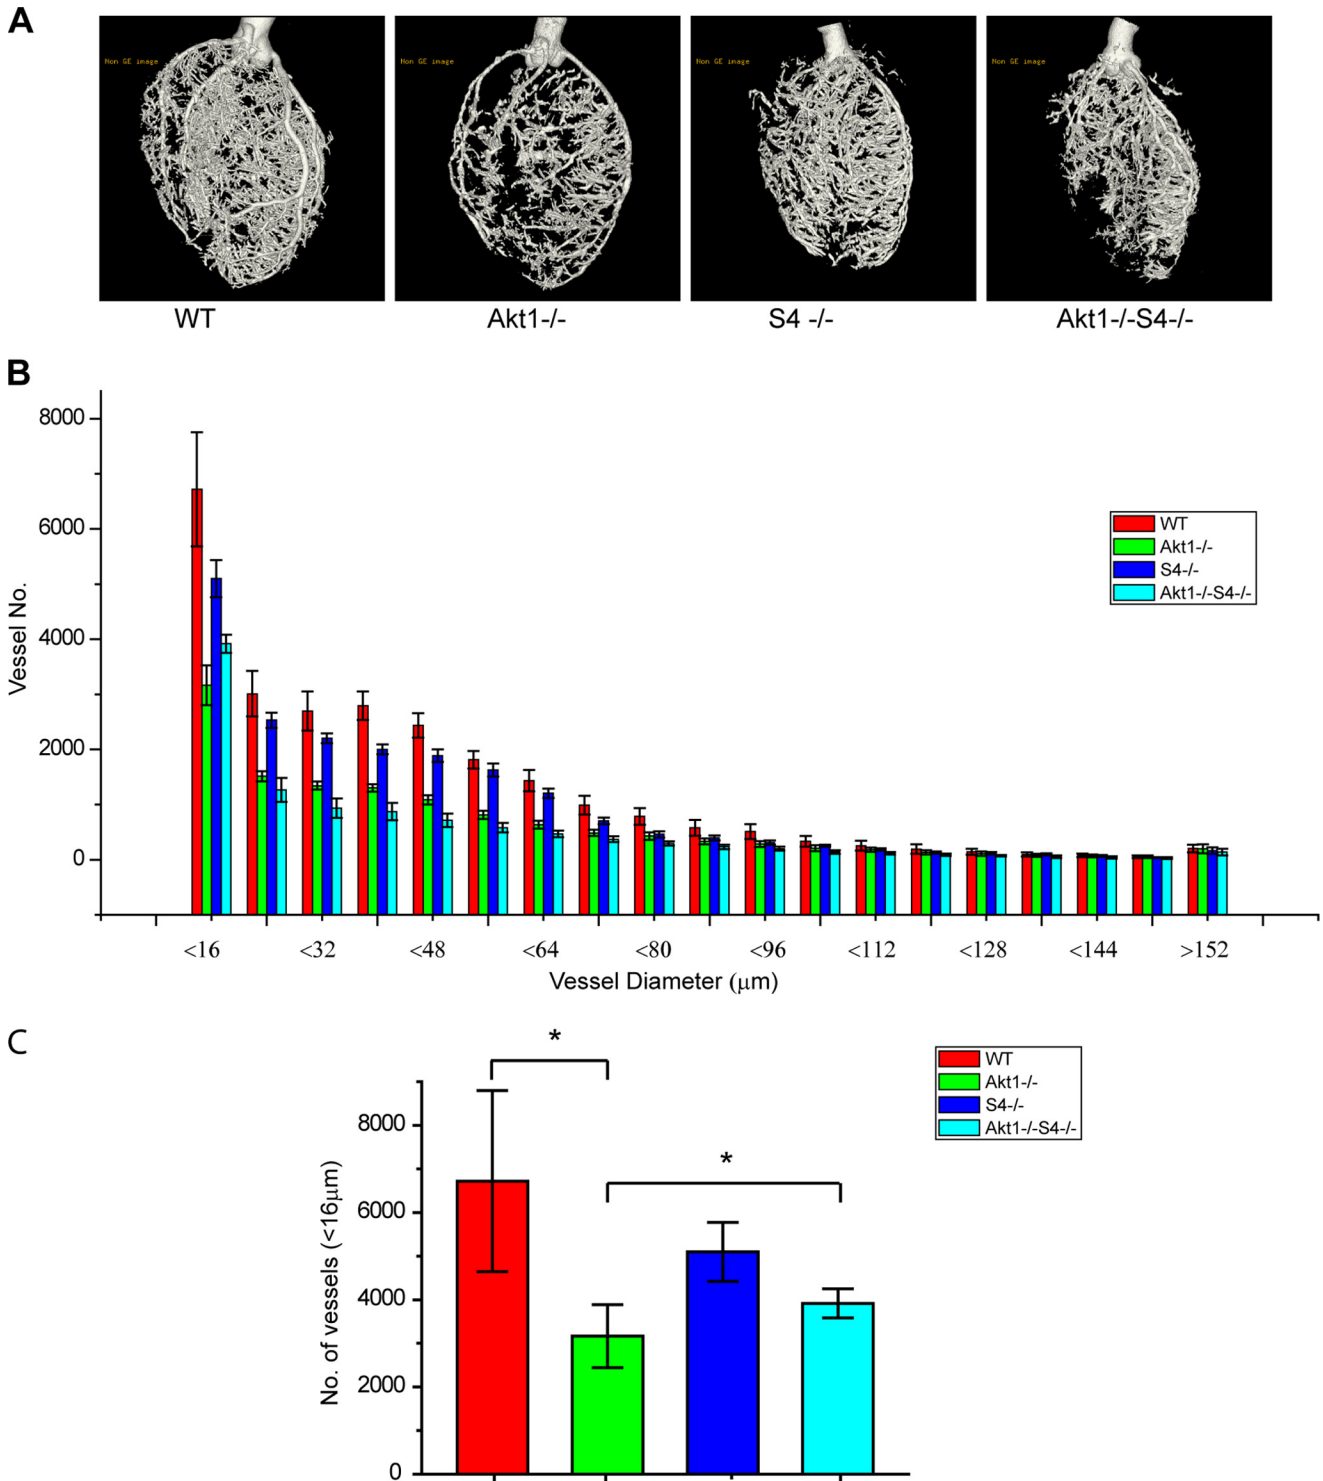 A
Non GE image
Non GE image
Non GE image
Non GE image
WT
Akt1-/-
S4 -/-
Akt1-/-S4-/-
B
8000
6000
4000
2000
0
Vessel No.
WT
Akt1-/-
S4-/-
Akt1-/-S4-/-
<16 <32 <48 <64 <80 <96 <112 <128 <144 >152
Vessel Diameter (μm)
C
*
*
WT
Akt1-/-
S4-/-
Akt1-/-S4-/-
8000
6000
4000
2000
0
No. of vessels (<16μm)